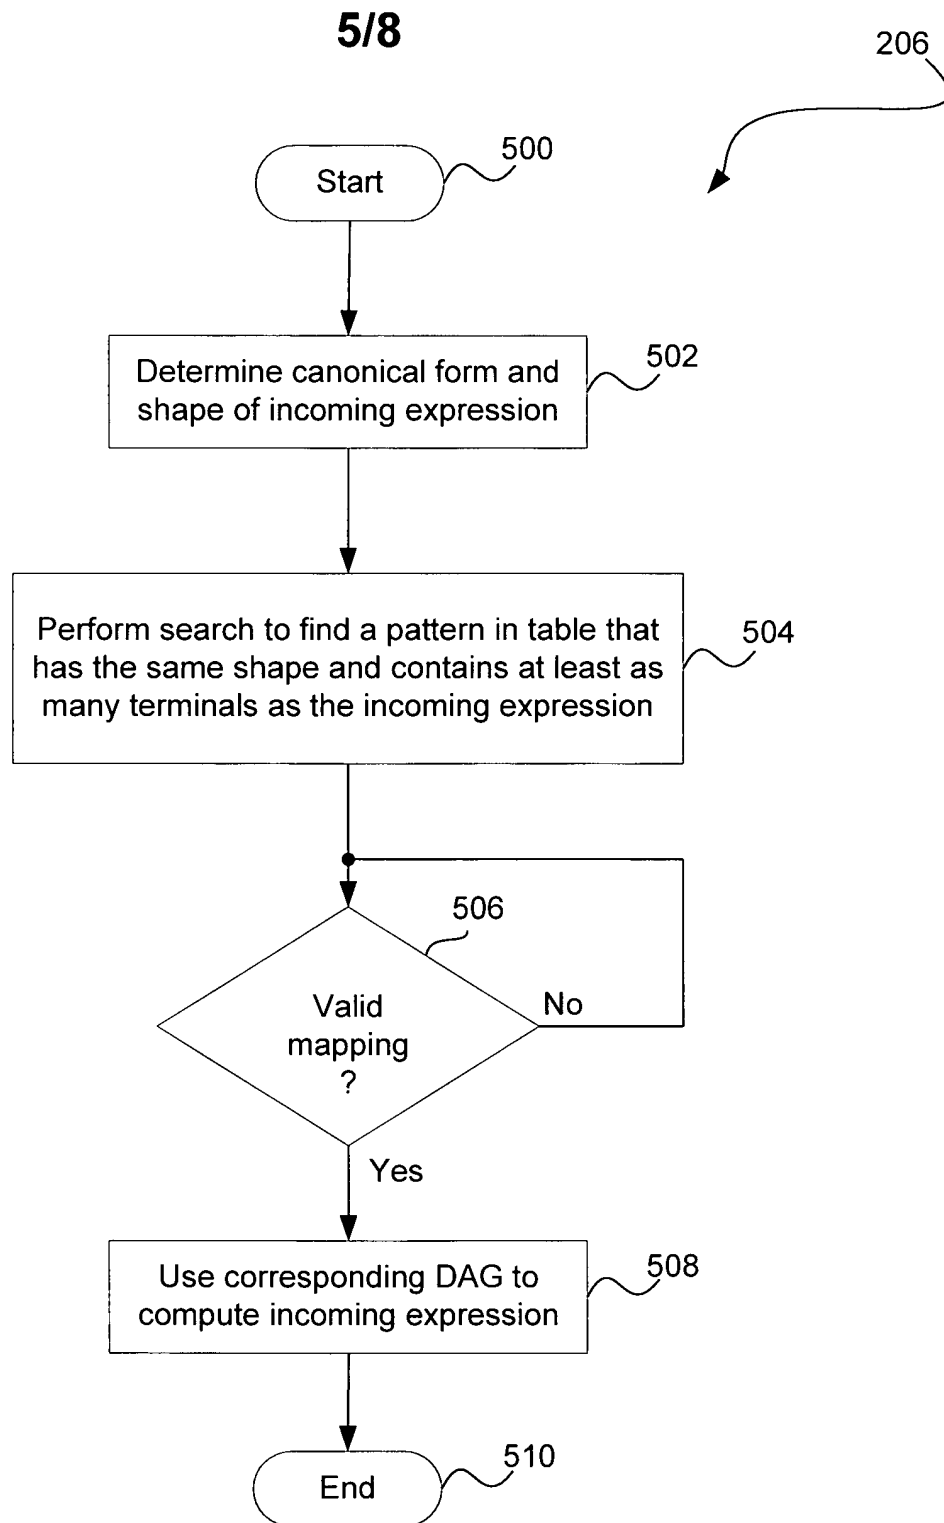 5/8
206
Start
500
Determine canonical form and
shape of incoming expression
502
Perform search to find a pattern in table that
has the same shape and contains at least as
many terminals as the incoming expression
504
506
Valid
mapping
?
No
Yes
Use corresponding DAG to
compute incoming expression
508
End
510